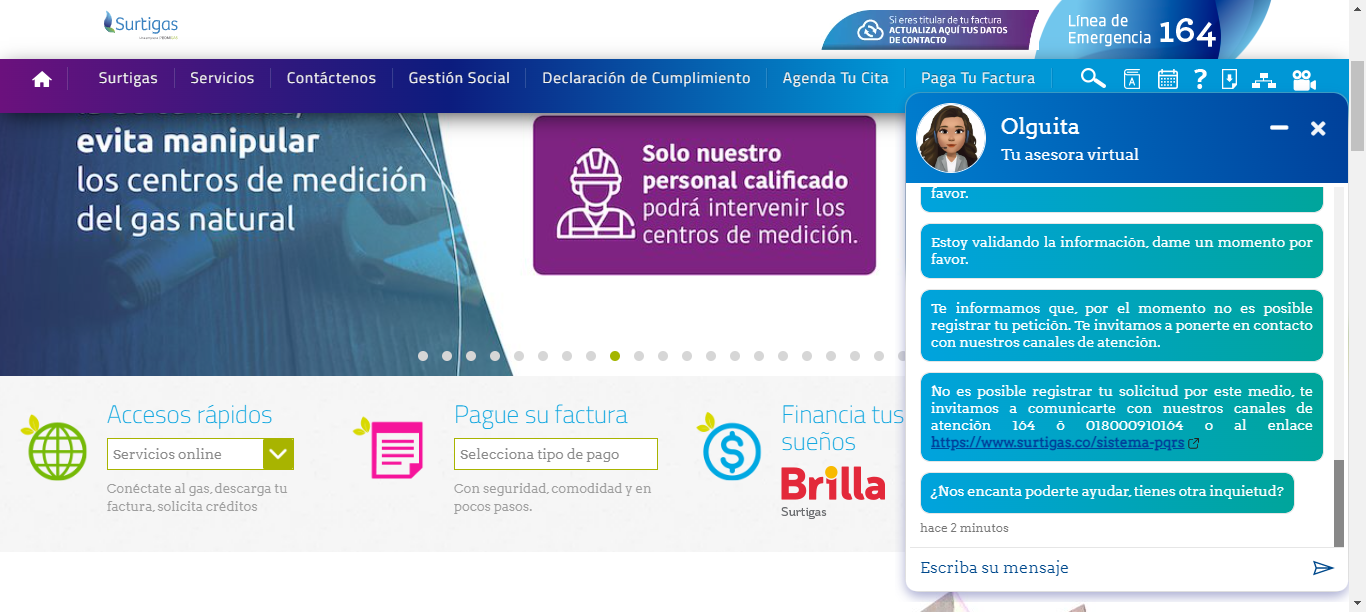 Surtigas
Si eres titular de tu factura
ACTUALIZA AQUÍ TUS DATOS
DE CONTACTO
Línea de
Emergencia 164
Surtigas
Servicios
Contáctenos
Gestión Social
Declaración de Cumplimiento
Agenda Tu Cita
Paga Tu Factura
evita manipular
los centros de medición
del gas natural
Solo nuestro
personal calificado
podrá intervenir los
centros de medición.
Accesos rápidos
Servicios online
Conéctate al gas, descarga tu
factura, solicita créditos
Pague su factura
Selecciona tipo de pago
Con seguridad, comodidad y en
pocos pasos.
Financia tus
sueños
Brilla
Surtigas
Olguita
Tu asesora virtual
favor.
Estoy validando la información, dame un momento por
favor.
Te informamos que, por el momento no es posible
registrar tu petición. Te invitamos a ponerte en contacto
con nuestros canales de atención.
No es posible registrar tu solicitud por este medio, te
invitamos a comunicarte con nuestros canales de
atención 164 ó 018000910164 o al enlace
https://www.surtigas.co/sistema-pqrs
¿Nos encanta poderte ayudar, tienes otra inquietud?
hace 2 minutos
Escriba su mensaje